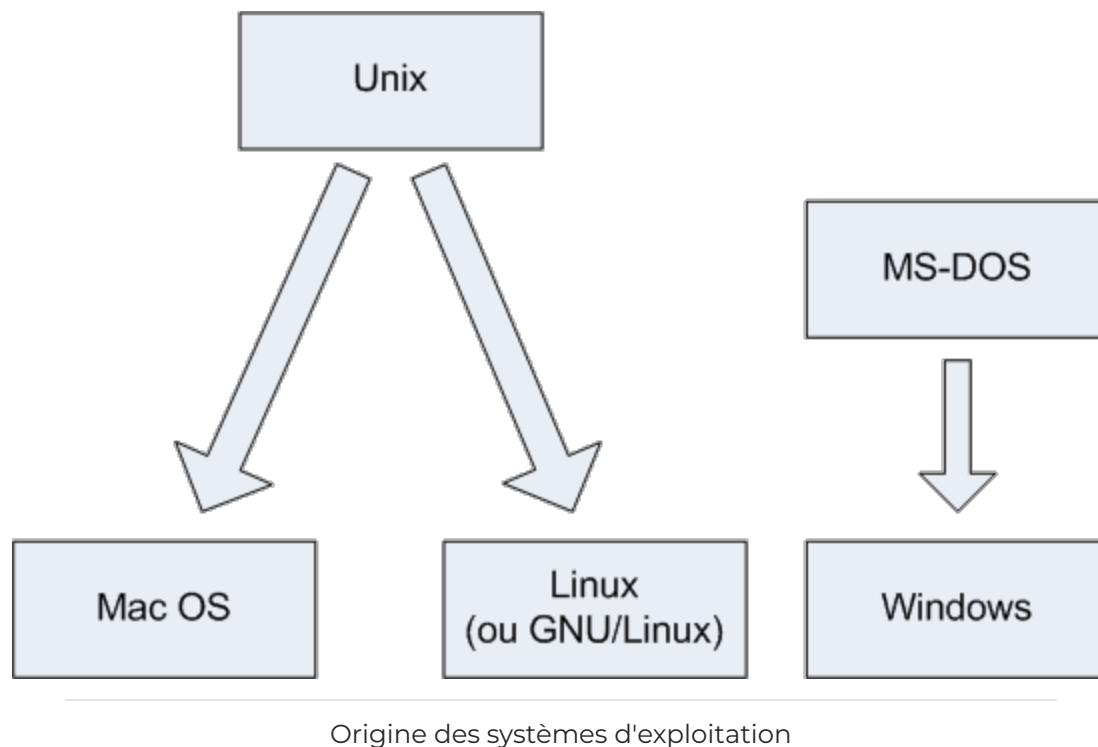 Unix
MS-DOS
Mac OS
Linux
(ou GNU/Linux)
Windows
Origine des systèmes d'exploitation